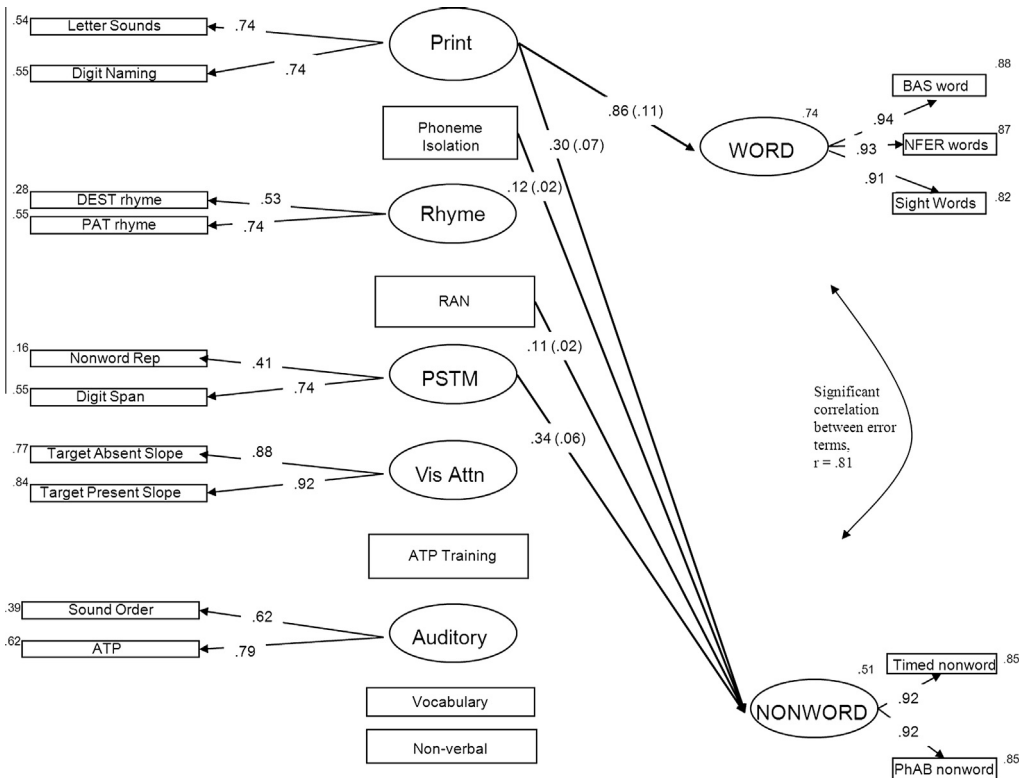 .54
Letter Sounds
.74
.55
Digit Naming
.74
Print
Phoneme
Isolation
.28
DEST rhyme
.53
.55
PAT rhyme
.74
Rhyme
RAN
.16
Nonword Rep
.41
.55
Digit Span
.74
PSTM
.77
Target Absent Slope
.88
.84
Target Present Slope
.92
Vis Attn
ATP Training
.39
Sound Order
.62
.62
ATP
.79
Auditory
Vocabulary
Non-verbal
.86 (.11)
.30 (.07)
.12 (.02)
.11 (.02)
.34 (.06)
.74
WORD
.94
.93
.91
BAS word
.88
NFER words
.87
Sight Words
.82
Significant
correlation
between error
terms,
r = .81
.51
NONWORD
.92
.92
Timed nonword
.85
PhAB nonword
.85